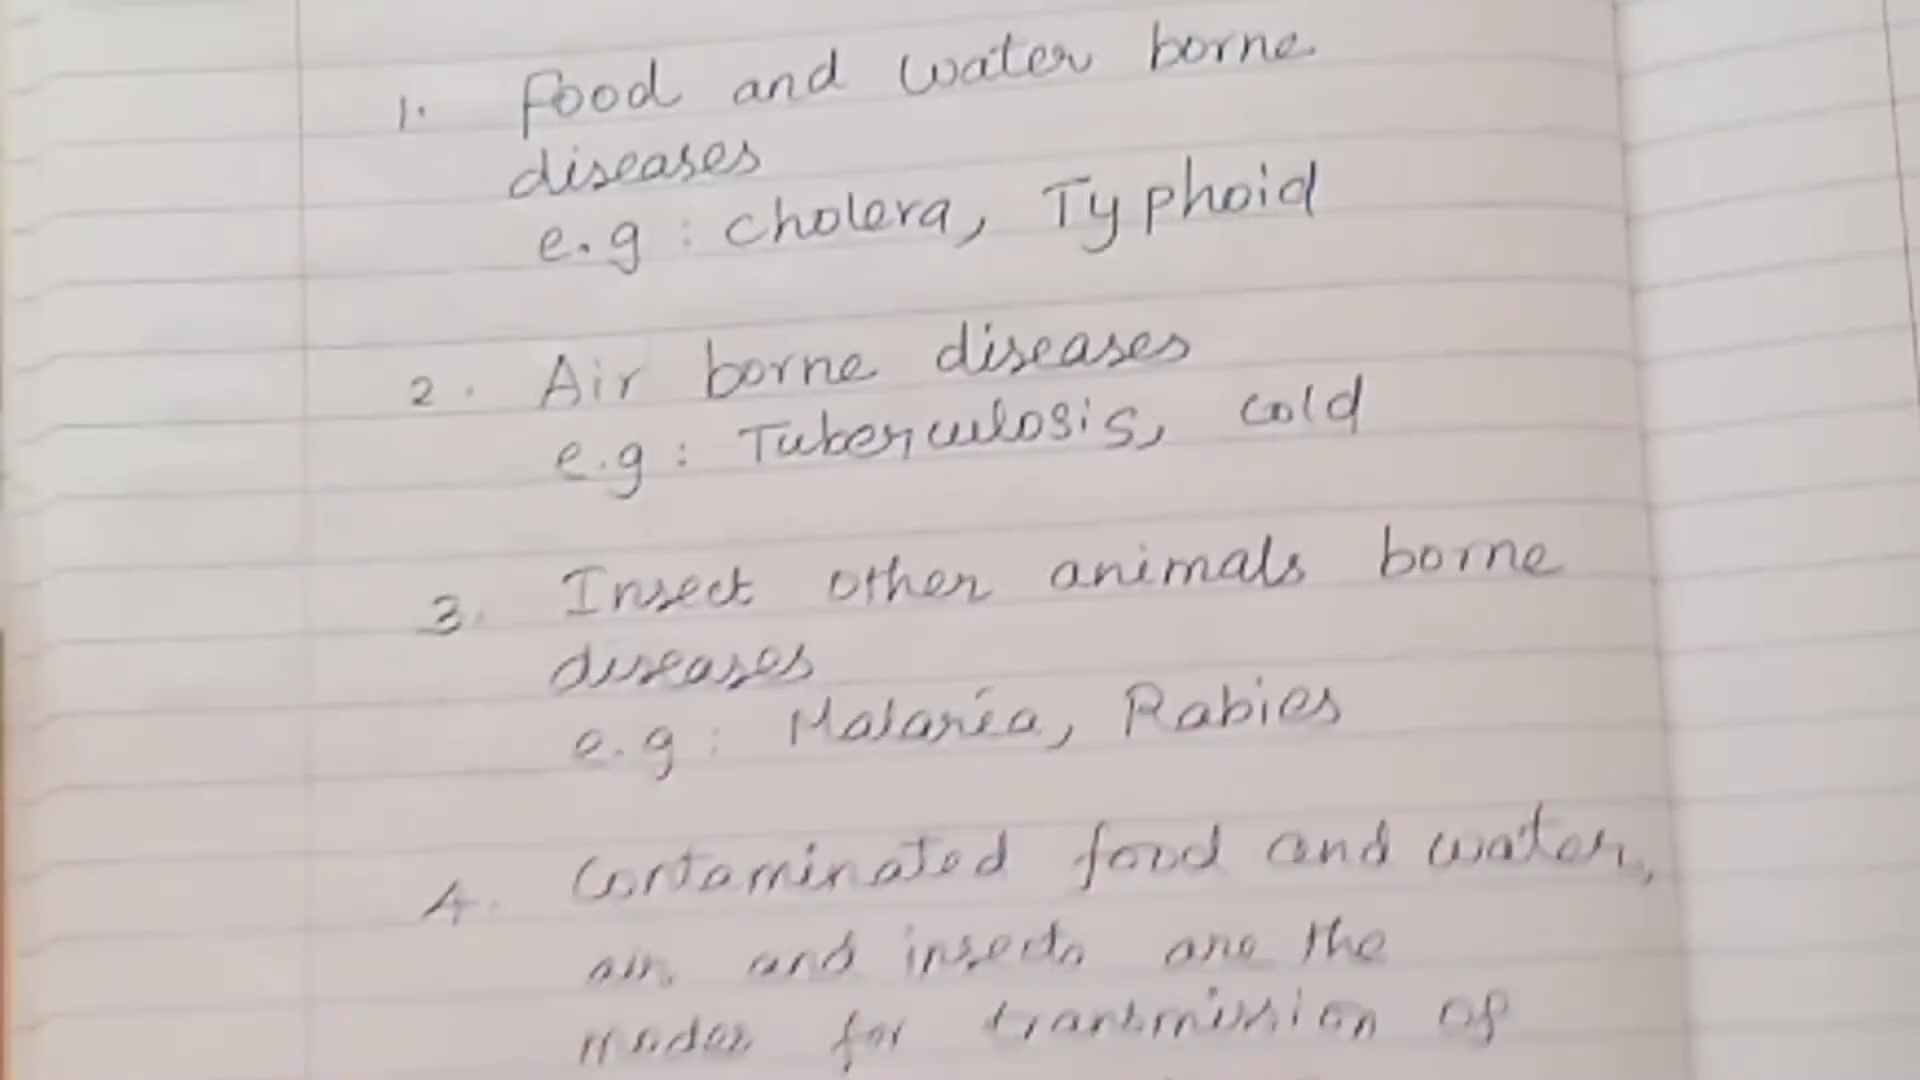 1. Food and water borne
diseases
e.g : cholera, Typhoid
2. Air borne diseases
e.g : Tuberculosis, cold
3. Insect other animals borne
diseases
e.g : Malaria, Rabies
4. Contaminated food and water,
air and insects are the
modes for transmission of